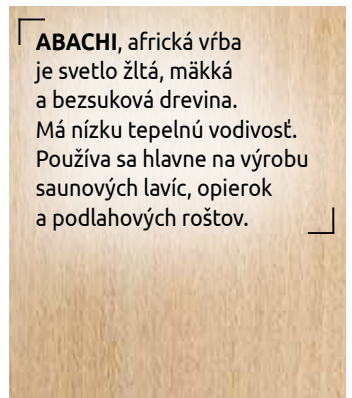 ABACHI, africká vŕba
je svetlo žltá, mäkká
a bezsuková drevina.
Má nízku tepelnú vodivosť.
Používa sa hlavne na výrobu
saunových lavíc, opierok
a podlahových roštov.